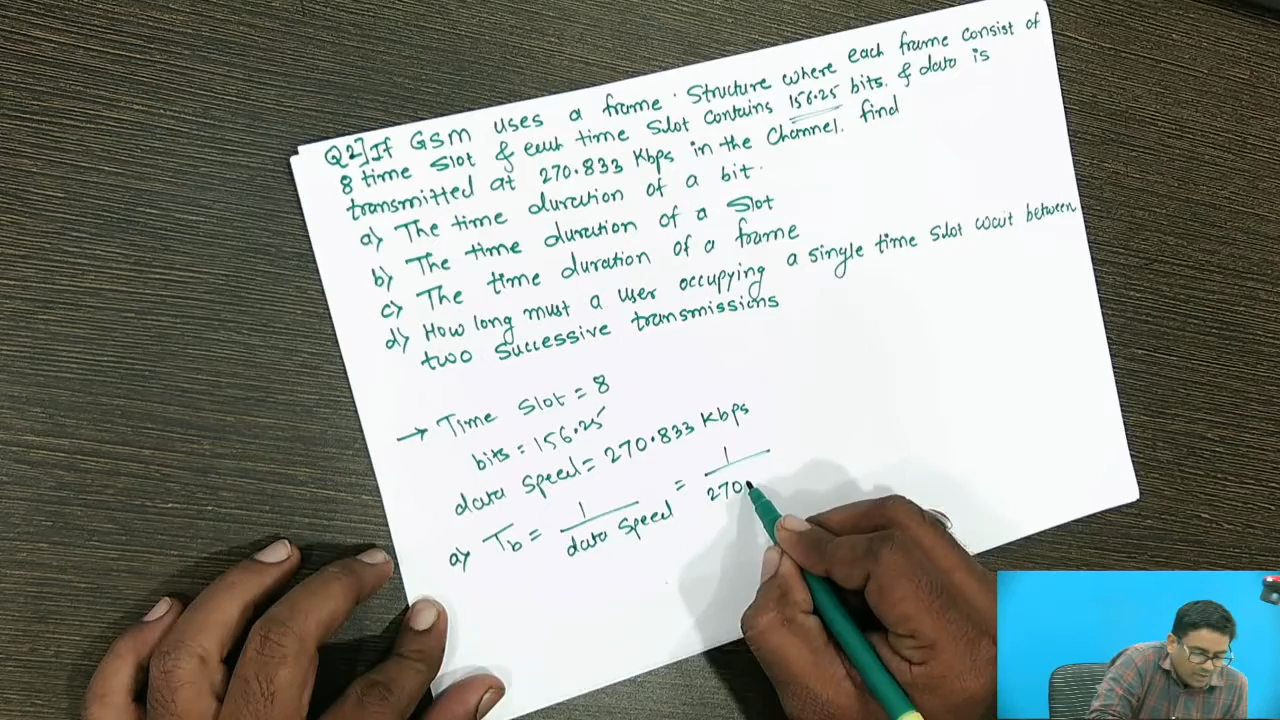 Q2] If GSM uses a frame structure where each frame consist of
8 time slot & each time slot contains 156.25 bits. & data is
transmitted at 270.833 Kbps in the channel. find
a) The time duration of a bit.
b) The time duration of a slot
c) The time duration of a frame
d) How long must a user occupying a single time slot wait between
two successive transmissions
→ Time slot = 8
bits = 156.25
data speed = 270.833 Kbps
a) Tb = 1 / data speed = 1 / 270.